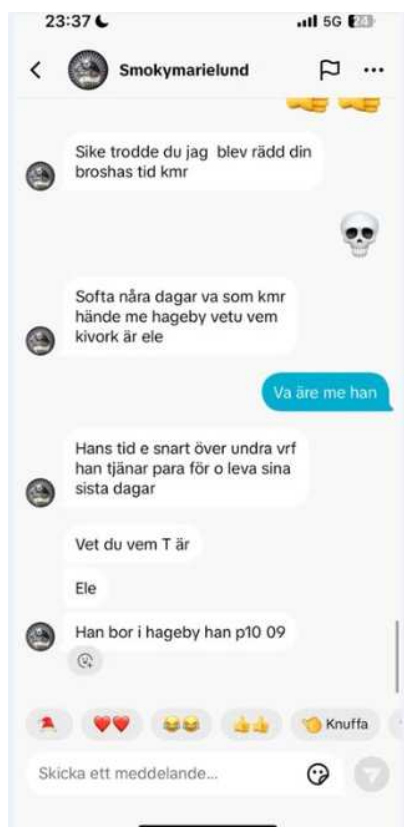 23:37
5G 24
Smokymarielund
Sike trodde du jag blev rädd din
broshas tid kmr
Softa nåra dagar va som kmr
hände me hageby vetu vem
kivork är ele
Va äre me han
Hans tid e snart över undra vrf
han tjänar para för o leva sina
sista dagar
Vet du vem T är
Ele
Han bor i hageby han p10 09
Knuffa
Skicka ett meddelande...